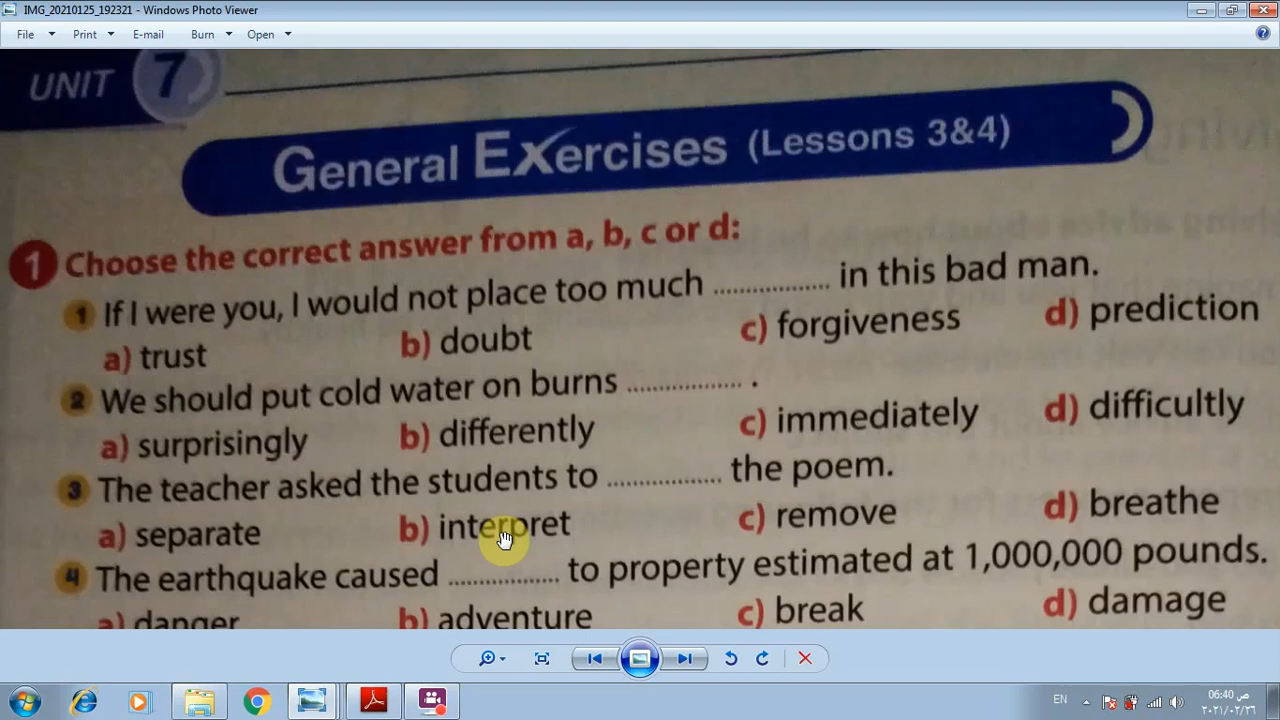 IMG_20210125_192321 - Windows Photo Viewer
File Print E-mail Burn Open
UNIT 7
General Exercises (Lessons 3&4)
1 Choose the correct answer from a, b, c or d:
1 If I were you, I would not place too much ................ in this bad man.
a) trust b) doubt c) forgiveness d) prediction
2 We should put cold water on burns ................ .
a) surprisingly b) differently c) immediately d) difficultly
3 The teacher asked the students to ................ the poem.
a) separate b) interpret c) remove d) breathe
4 The earthquake caused ................ to property estimated at 1,000,000 pounds.
a) danger b) adventure c) break d) damage
EN
06:40 ص
٢٠٢١/٠٢/٢٦